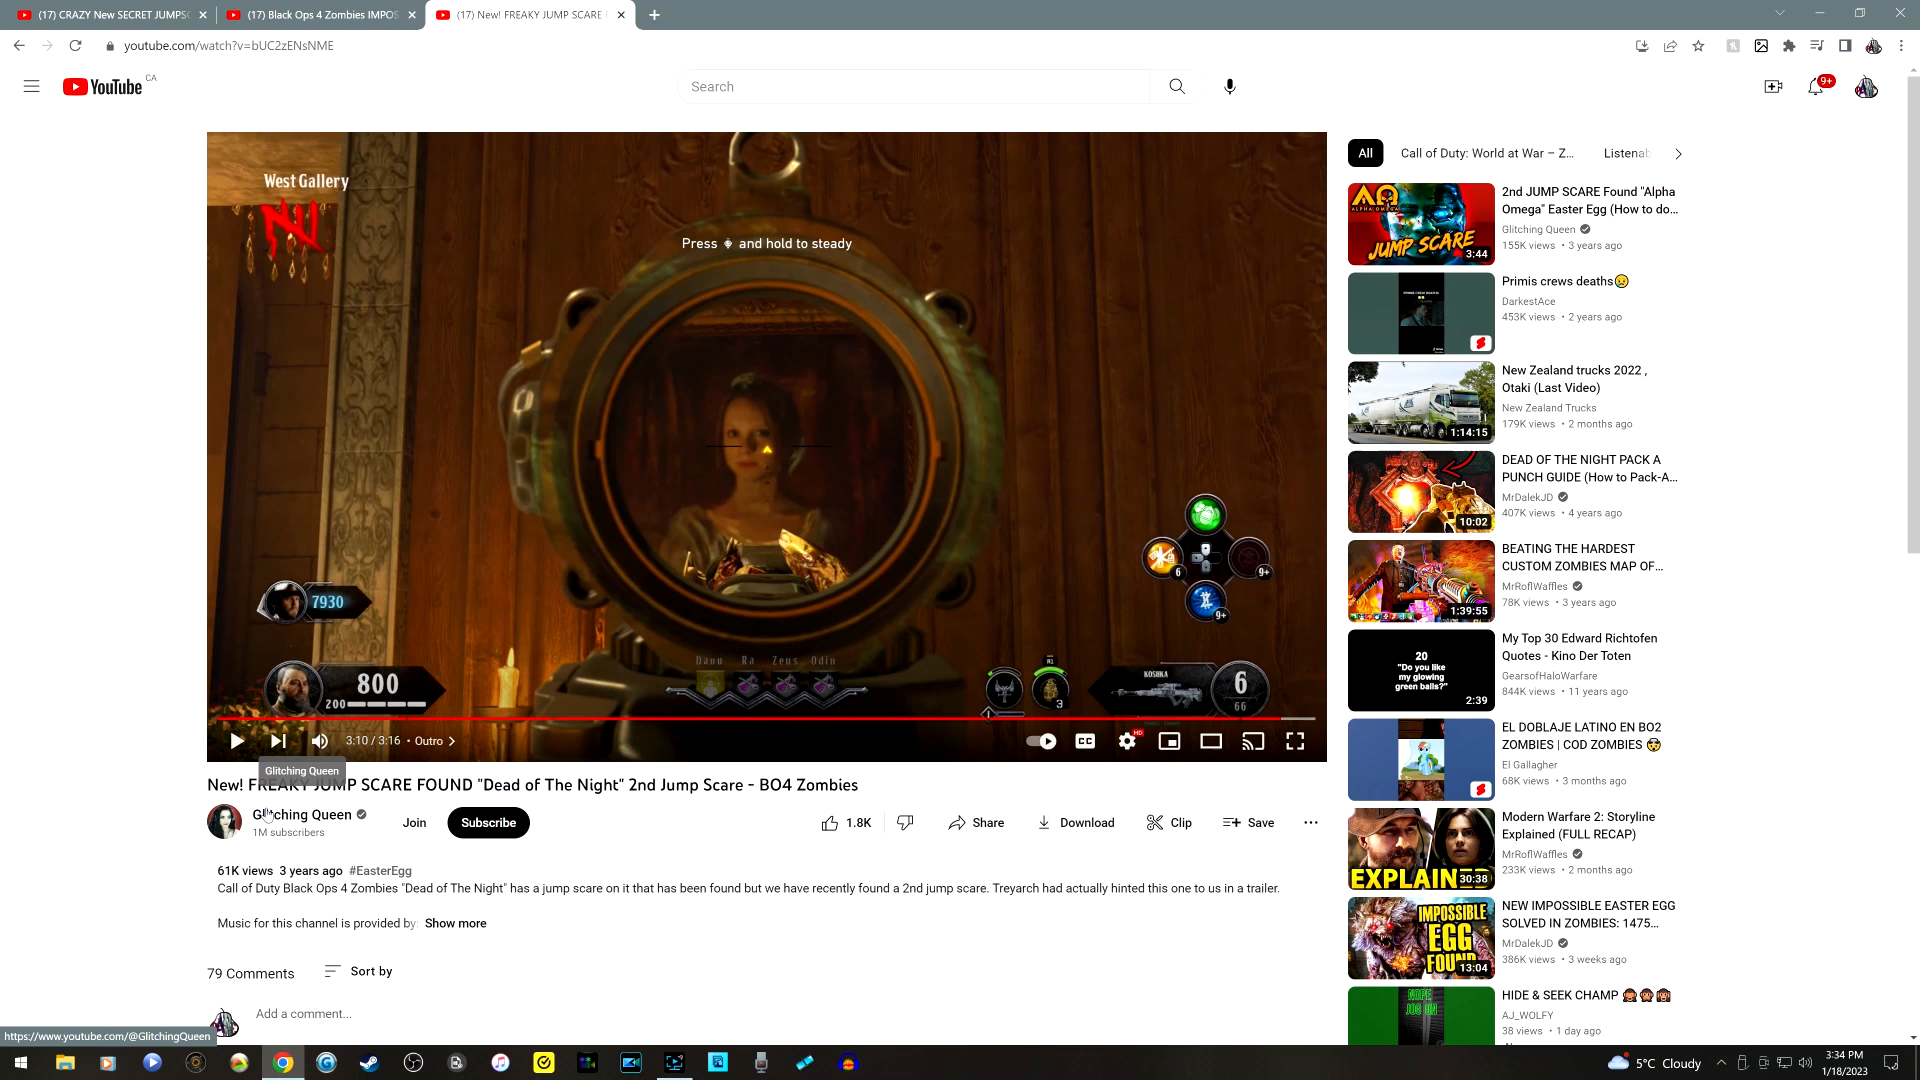 (17) CRAZY New SECRET JUMPSC
(17) Black Ops 4 Zombies IMPOS
(17) New! FREAKY JUMP SCARE
youtube.com/watch?v=bUC2zENsNME
YouTube CA
Search
9+
West Gallery
Press and hold to steady
6
9+
9+
7930
800
200
Danu Ra Zeus Odin
R1
3
KOSHKA
6
66
3:10 / 3:16 • Outro
CC
HD
Glitching Queen
New! FREAKY JUMP SCARE FOUND "Dead of The Night" 2nd Jump Scare - BO4 Zombies
Glitching Queen
1M subscribers
Join
Subscribe
1.8K
Share
Download
Clip
Save
61K views 3 years ago #EasterEgg
Call of Duty Black Ops 4 Zombies "Dead of The Night" has a jump scare on it that has been found but we have recently found a 2nd jump scare. Treyarch had actually hinted this one to us in a trailer.
Music for this channel is provided by: Show more
79 Comments
Sort by
Add a comment...
All
Call of Duty: World at War – Z...
Listenab
ALPHA OMEGA
JUMP SCARE
3:44
2nd JUMP SCARE Found "Alpha
Omega" Easter Egg (How to do...
Glitching Queen
155K views • 3 years ago
Primis crews deaths😥
DarkestAce
453K views • 2 years ago
1:14:15
New Zealand trucks 2022 ,
Otaki (Last Video)
New Zealand Trucks
179K views • 2 months ago
10:02
DEAD OF THE NIGHT PACK A
PUNCH GUIDE (How to Pack-A...
MrDalekJD
407K views • 4 years ago
1:39:55
BEATING THE HARDEST
CUSTOM ZOMBIES MAP OF...
MrRoflWaffles
78K views • 3 years ago
20
"Do you like
my glowing
green balls?"
2:39
My Top 30 Edward Richtofen
Quotes - Kino Der Toten
GearsofHaloWarfare
844K views • 11 years ago
EL DOBLAJE LATINO EN BO2
ZOMBIES | COD ZOMBIES 🤯
El Gallagher
68K views • 3 months ago
EXPLAINED
30:38
Modern Warfare 2: Storyline
Explained (FULL RECAP)
MrRoflWaffles
233K views • 2 months ago
IMPOSSIBLE
EGG
FOUND
13:04
NEW IMPOSSIBLE EASTER EGG
SOLVED IN ZOMBIES: 1475...
MrDalekJD
386K views • 3 weeks ago
NOPE
JOG ON
HIDE & SEEK CHAMP 🙈🙊🙉
AJ_WOLFY
38 views • 1 day ago
https://www.youtube.com/@GlitchingQueen
5°C Cloudy
3:34 PM
1/18/2023